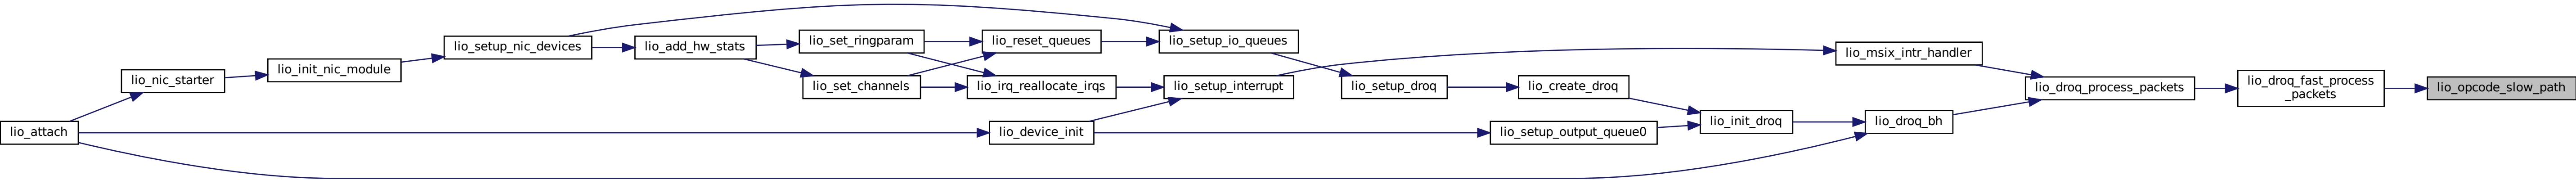 lio_attach
lio_nic_starter
lio_init_nic_module
lio_setup_nic_devices
lio_add_hw_stats
lio_set_ringparam
lio_set_channels
lio_reset_queues
lio_irq_reallocate_irqs
lio_device_init
lio_setup_io_queues
lio_setup_interrupt
lio_setup_droq
lio_setup_output_queue0
lio_create_droq
lio_init_droq
lio_msix_intr_handler
lio_droq_bh
lio_droq_process_packets
lio_droq_fast_process
_packets
lio_opcode_slow_path